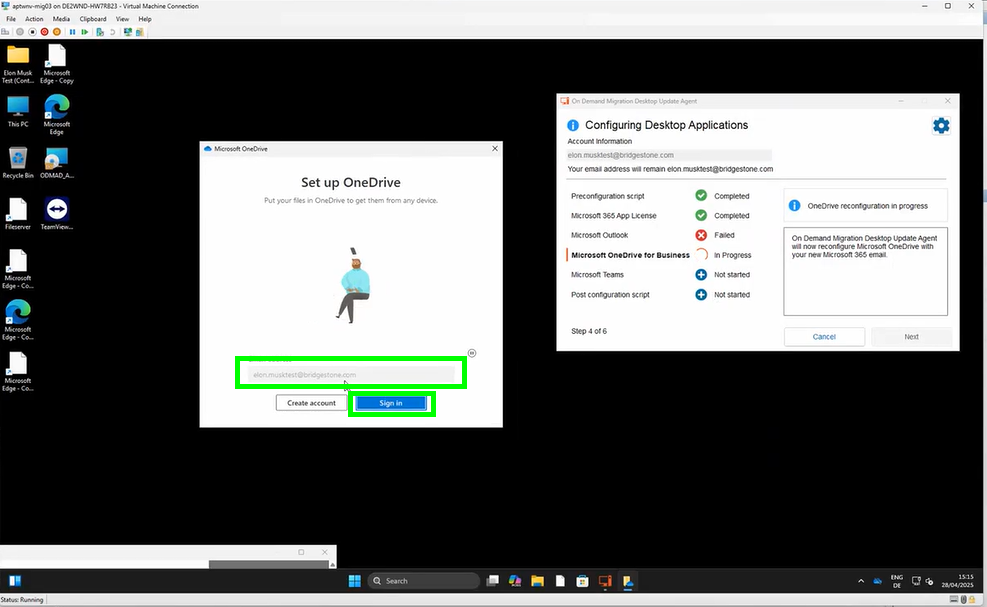 aptwnv-mig03 on DE2WND-HW7RB23 - Virtual Machine Connection
File Action Media Clipboard View Help
Elon Musk
Test (Cont...
Microsoft
Edge - Copy
This PC
Microsoft
Edge
Recycle Bin
ODMAD_A...
Fileserver
TeamView...
Microsoft
Edge - Co...
Microsoft
Edge - Co...
Microsoft
Edge - Co...
Microsoft OneDrive
Set up OneDrive
Put your files in OneDrive to get them from any device.
elon.musktest@bridgestone.com
Create account
Sign in
On Demand Migration Desktop Update Agent
Configuring Desktop Applications
Account Information
elon.musktest@bridgestone.com
Your email address will remain elon.musktest@bridgestone.com
Preconfiguration script Completed
Microsoft 365 App License Completed
Microsoft Outlook Failed
Microsoft OneDrive for Business In Progress
Microsoft Teams Not started
Post configuration script Not started
Step 4 of 6
OneDrive reconfiguration in progress
On Demand Migration Desktop Update Agent
will now reconfigure Microsoft OneDrive with
your new Microsoft 365 email.
Cancel
Next
Search
ENG
DE
15:15
28/04/2025
Status: Running